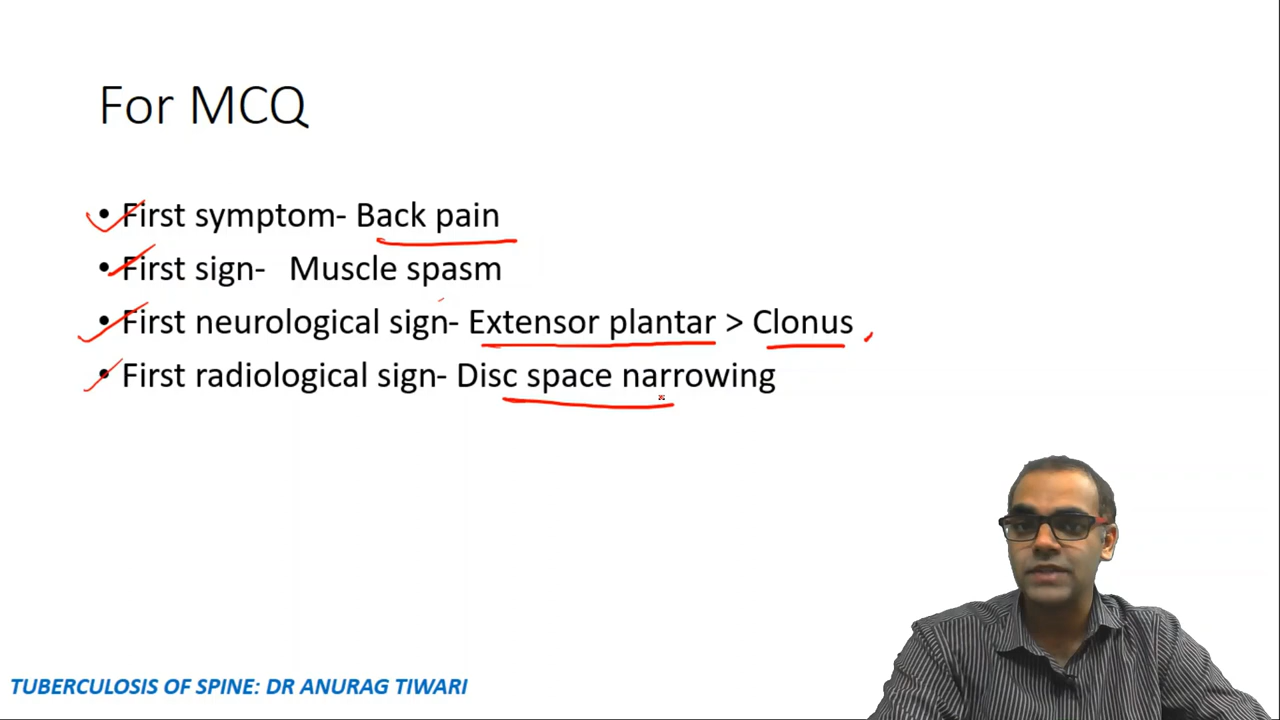 For MCQ
• First symptom- Back pain
• First sign- Muscle spasm
• First neurological sign- Extensor plantar > Clonus
• First radiological sign- Disc space narrowing
TUBERCULOSIS OF SPINE: DR ANURAG TIWARI